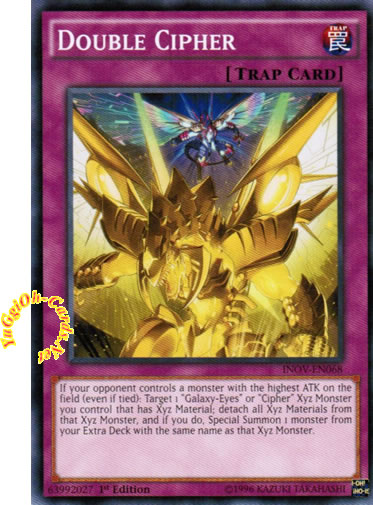 DOUBLE CIPHER
TRAP
罠
[TRAP CARD]
YuGgiOh-Cards.Net
INOV-EN068
If your opponent controls a monster with the highest ATK on the
field (even if tied): Target 1 "Galaxy-Eyes" or "Cipher" Xyz Monster
you control that has Xyz Material; detach all Xyz Materials from
that Xyz Monster, and if you do, Special Summon 1 monster from
your Extra Deck with the same name as that Xyz Monster.
63992027 1st Edition
©1996 KAZUKI TAKAHASHI